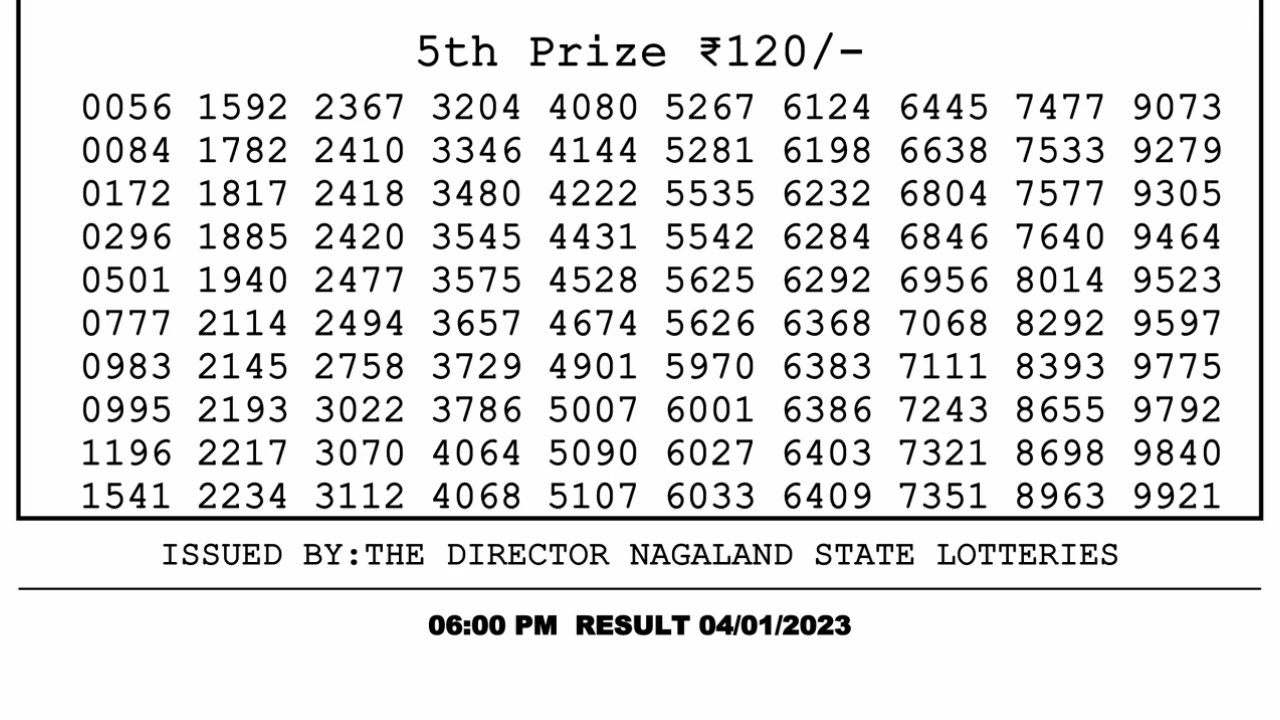 5th Prize ₹120/-
0056 1592 2367 3204 4080 5267 6124 6445 7477 9073
0084 1782 2410 3346 4144 5281 6198 6638 7533 9279
0172 1817 2418 3480 4222 5535 6232 6804 7577 9305
0296 1885 2420 3545 4431 5542 6284 6846 7640 9464
0501 1940 2477 3575 4528 5625 6292 6956 8014 9523
0777 2114 2494 3657 4674 5626 6368 7068 8292 9597
0983 2145 2758 3729 4901 5970 6383 7111 8393 9775
0995 2193 3022 3786 5007 6001 6386 7243 8655 9792
1196 2217 3070 4064 5090 6027 6403 7321 8698 9840
1541 2234 3112 4068 5107 6033 6409 7351 8963 9921
ISSUED BY:THE DIRECTOR NAGALAND STATE LOTTERIES
06:00 PM RESULT 04/01/2023